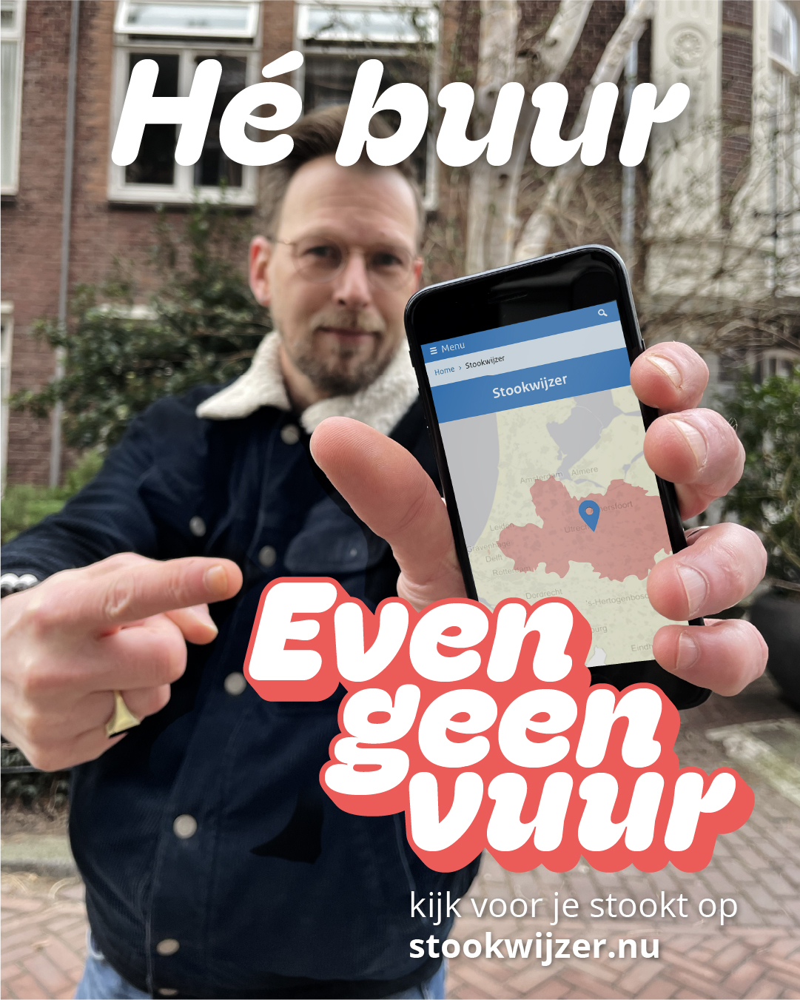 Hé buur
Menu
Home › Stookwijzer
Stookwijzer
Amsterdam Almere
Utrecht
Delft
Dordrecht
Even
geen
vuur
kijk voor je stookt op
stookwijzer.nu